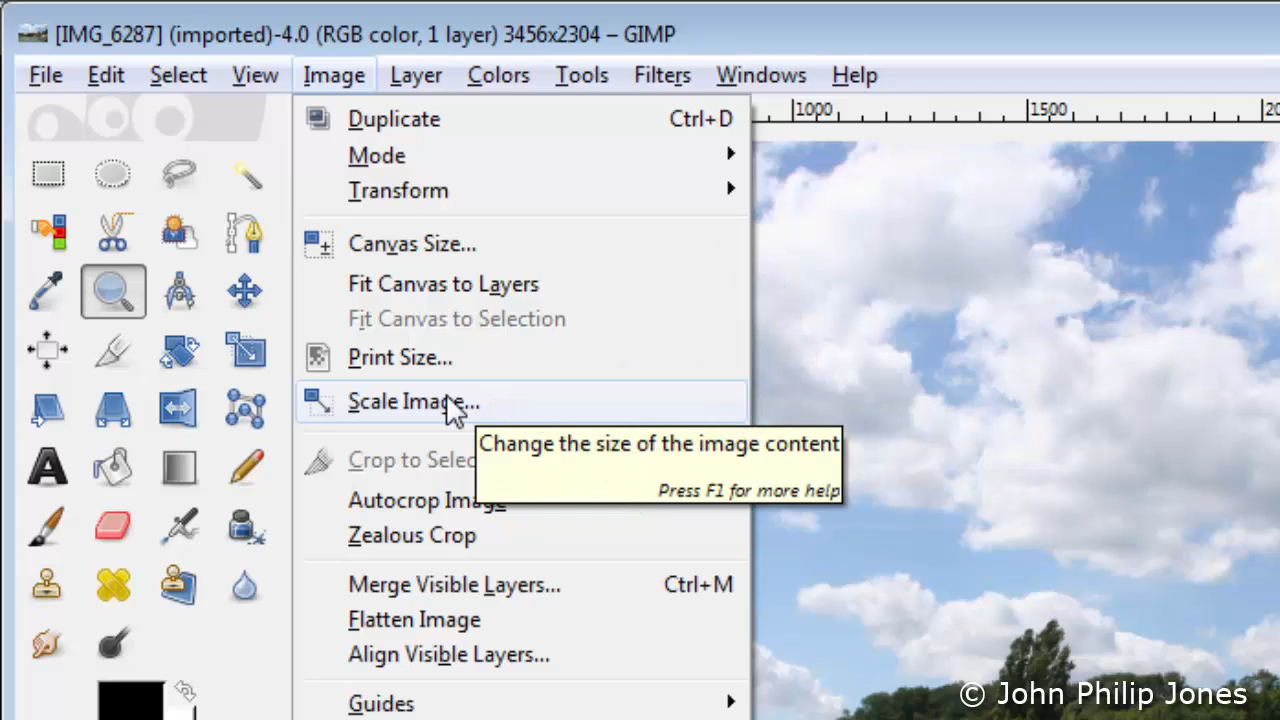 [IMG_6287] (imported)-4.0 (RGB color, 1 layer) 3456x2304 – GIMP
File Edit Select View Image Layer Colors Tools Filters Windows Help
1000 1500
Duplicate Ctrl+D
Mode
Transform
Canvas Size...
Fit Canvas to Layers
Fit Canvas to Selection
Print Size...
Scale Image...
Change the size of the image content
Press F1 for more help
Crop to Selec
Autocrop Image
Zealous Crop
Merge Visible Layers... Ctrl+M
Flatten Image
Align Visible Layers...
Guides
© John Philip Jones